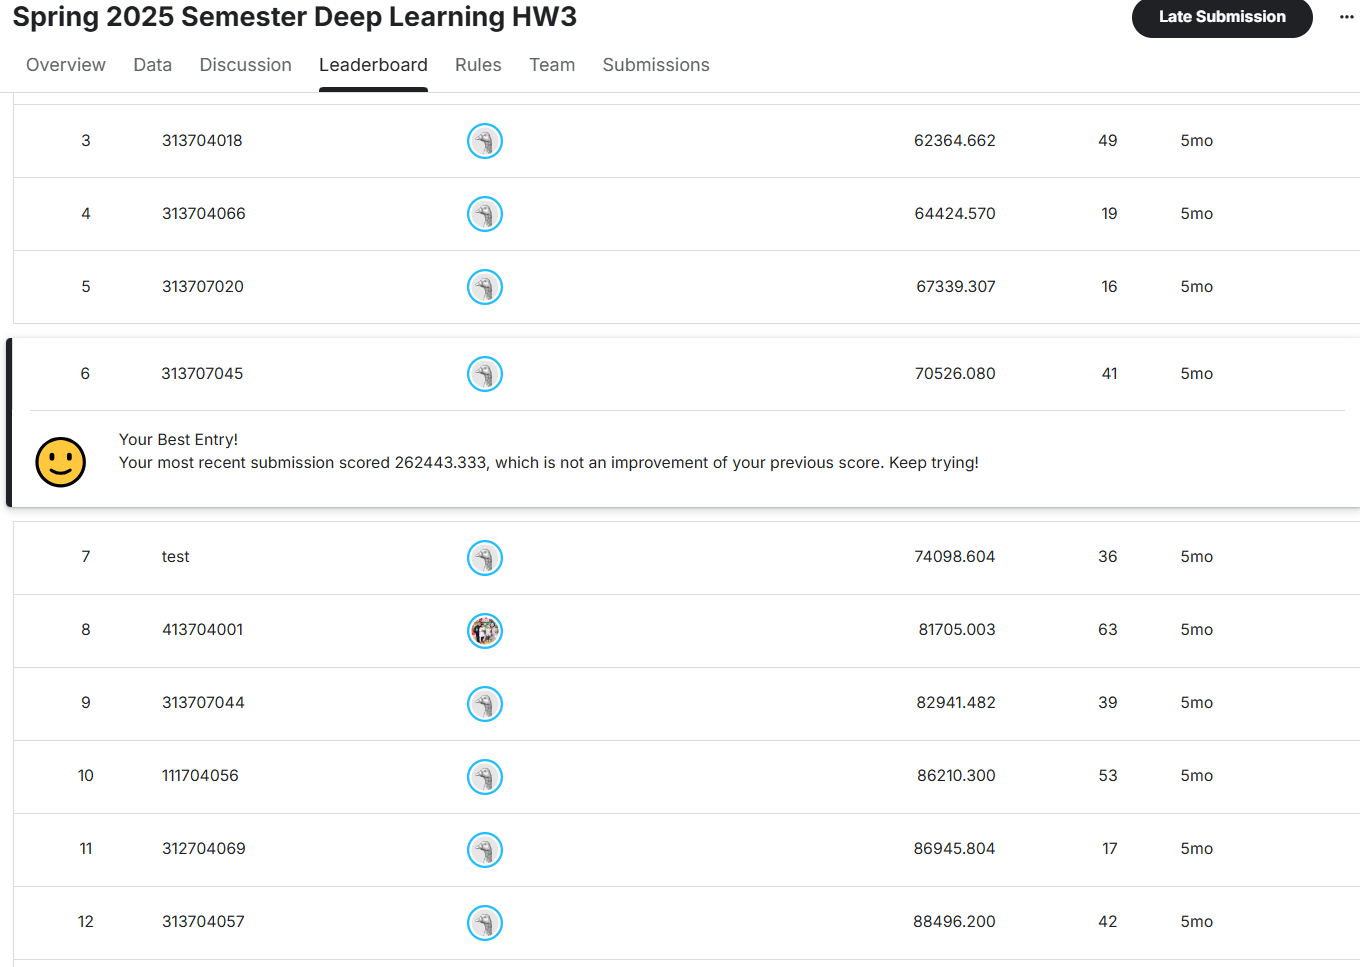 Spring 2025 Semester Deep Learning HW3
Late Submission
Overview Data Discussion Leaderboard Rules Team Submissions
3 313704018 62364.662 49 5mo
4 313704066 64424.570 19 5mo
5 313707020 67339.307 16 5mo
6 313707045 70526.080 41 5mo
Your Best Entry!
Your most recent submission scored 262443.333, which is not an improvement of your previous score. Keep trying!
7 test 74098.604 36 5mo
8 413704001 81705.003 63 5mo
9 313707044 82941.482 39 5mo
10 111704056 86210.300 53 5mo
11 312704069 86945.804 17 5mo
12 313704057 88496.200 42 5mo